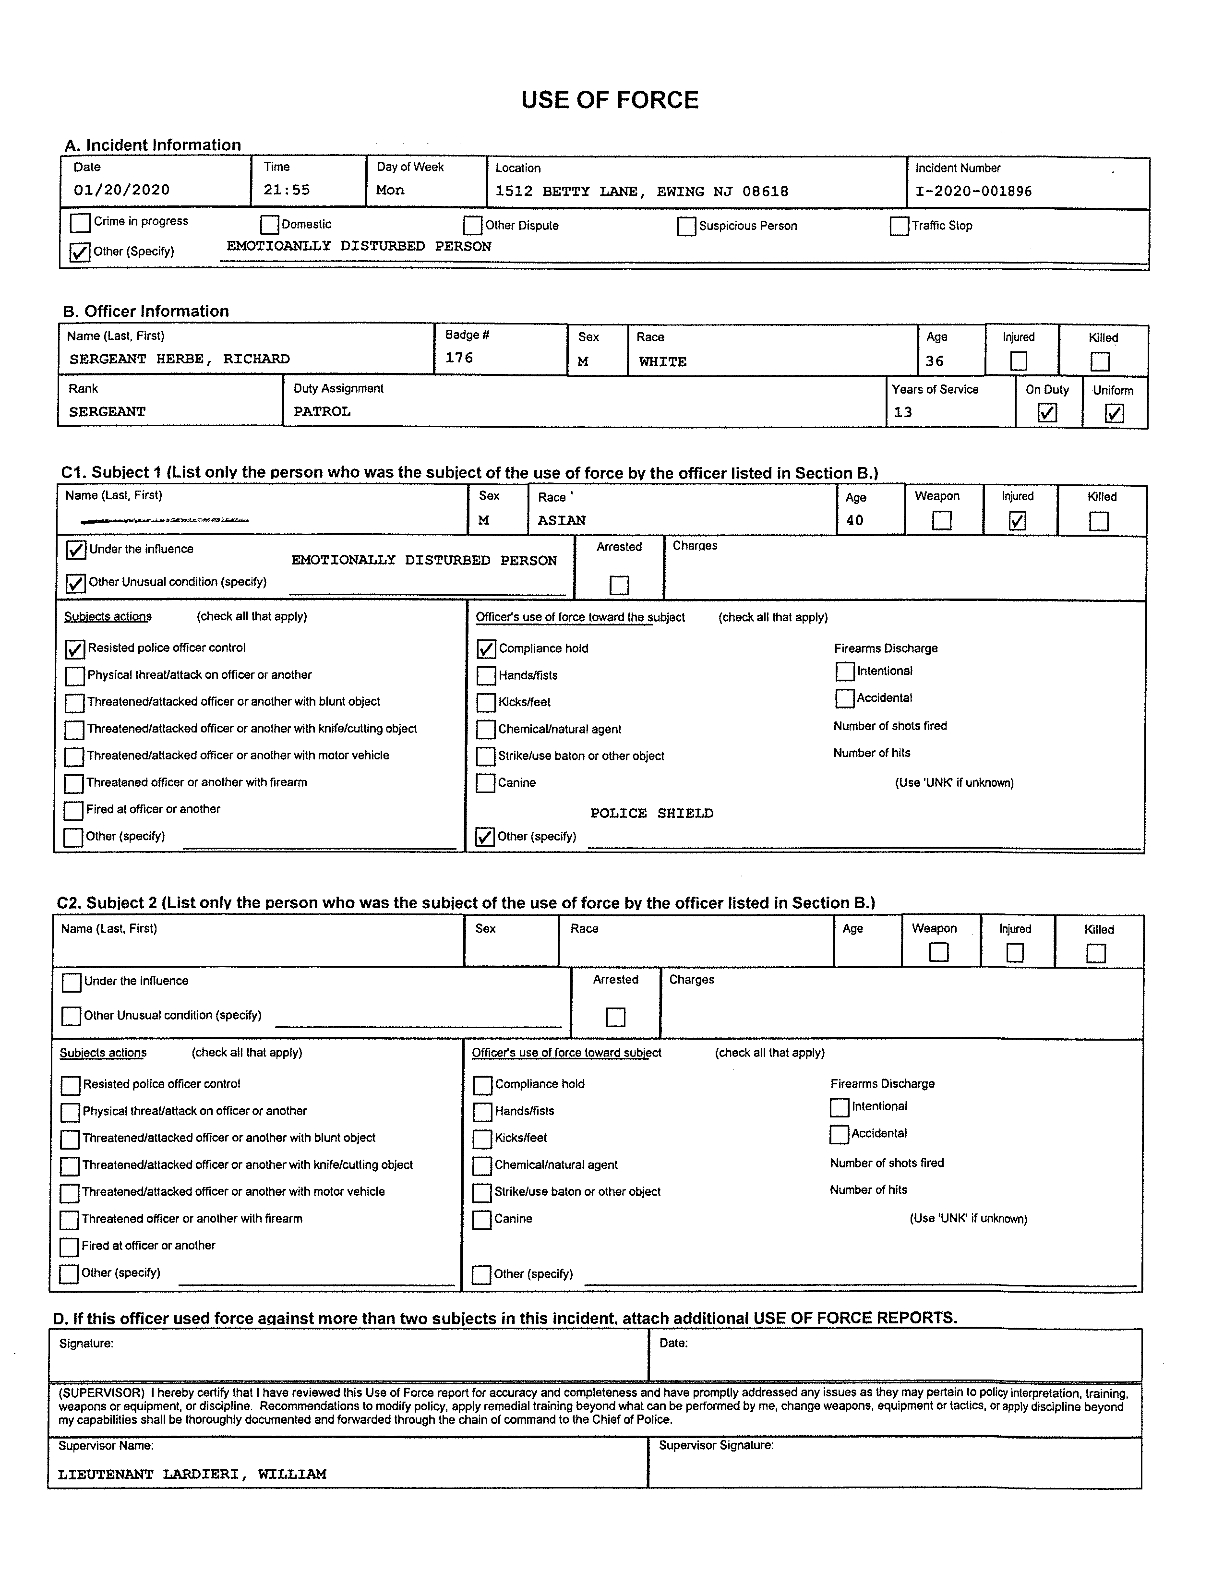 USE OF FORCE
A. Incident Information
Date Time Day of Week Location Incident Number
01/20/2020 21:55 Mon 1512 BETTY LANE, EWING NJ 08618 I-2020-001896
Crime in progress Domestic Other Dispute Suspicious Person Traffic Stop
Other (Specify) EMOTIOANLLY DISTURBED PERSON
B. Officer Information
Name (Last, First) Badge # Sex Race Age Injured Killed
SERGEANT HERBE, RICHARD 176 M WHITE 36
Rank Duty Assignment Years of Service On Duty Uniform
SERGEANT PATROL 13
C1. Subject 1 (List only the person who was the subject of the use of force by the officer listed in Section B.)
Name (Last, First) Sex Race Age Weapon Injured Killed
M ASIAN 40
Under the influence Arrested Charges
EMOTIONALLY DISTURBED PERSON
Other Unusual condition (specify)
Subjects actions (check all that apply) Officer's use of force toward the subject (check all that apply)
Resisted police officer control Compliance hold Firearms Discharge
Physical threat/attack on officer or another Hands/fists Intentional
Threatened/attacked officer or another with blunt object Kicks/feet Accidental
Threatened/attacked officer or another with knife/cutting object Chemical/natural agent Number of shots fired
Threatened/attacked officer or another with motor vehicle Strike/use baton or other object Number of hits
Threatened officer or another with firearm Canine (Use 'UNK' if unknown)
Fired at officer or another POLICE SHIELD
Other (specify) Other (specify)
C2. Subject 2 (List only the person who was the subject of the use of force by the officer listed in Section B.)
Name (Last, First) Sex Race Age Weapon Injured Killed
Under the influence Arrested Charges
Other Unusual condition (specify)
Subjects actions (check all that apply) Officer's use of force toward subject (check all that apply)
Resisted police officer control Compliance hold Firearms Discharge
Physical threat/attack on officer or another Hands/fists Intentional
Threatened/attacked officer or another with blunt object Kicks/feet Accidental
Threatened/attacked officer or another with knife/cutting object Chemical/natural agent Number of shots fired
Threatened/attacked officer or another with motor vehicle Strike/use baton or other object Number of hits
Threatened officer or another with firearm Canine (Use 'UNK' if unknown)
Fired at officer or another
Other (specify) Other (specify)
D. If this officer used force against more than two subjects in this incident, attach additional USE OF FORCE REPORTS.
Signature: Date:
(SUPERVISOR) I hereby certify that I have reviewed this Use of Force report for accuracy and completeness and have promptly addressed any issues as they may pertain to policy interpretation, training,
weapons or equipment, or discipline. Recommendations to modify policy, apply remedial training beyond what can be performed by me, change weapons, equipment or tactics, or apply discipline beyond
my capabilities shall be thoroughly documented and forwarded through the chain of command to the Chief of Police.
Supervisor Name: Supervisor Signature:
LIEUTENANT LARDIERI, WILLIAM